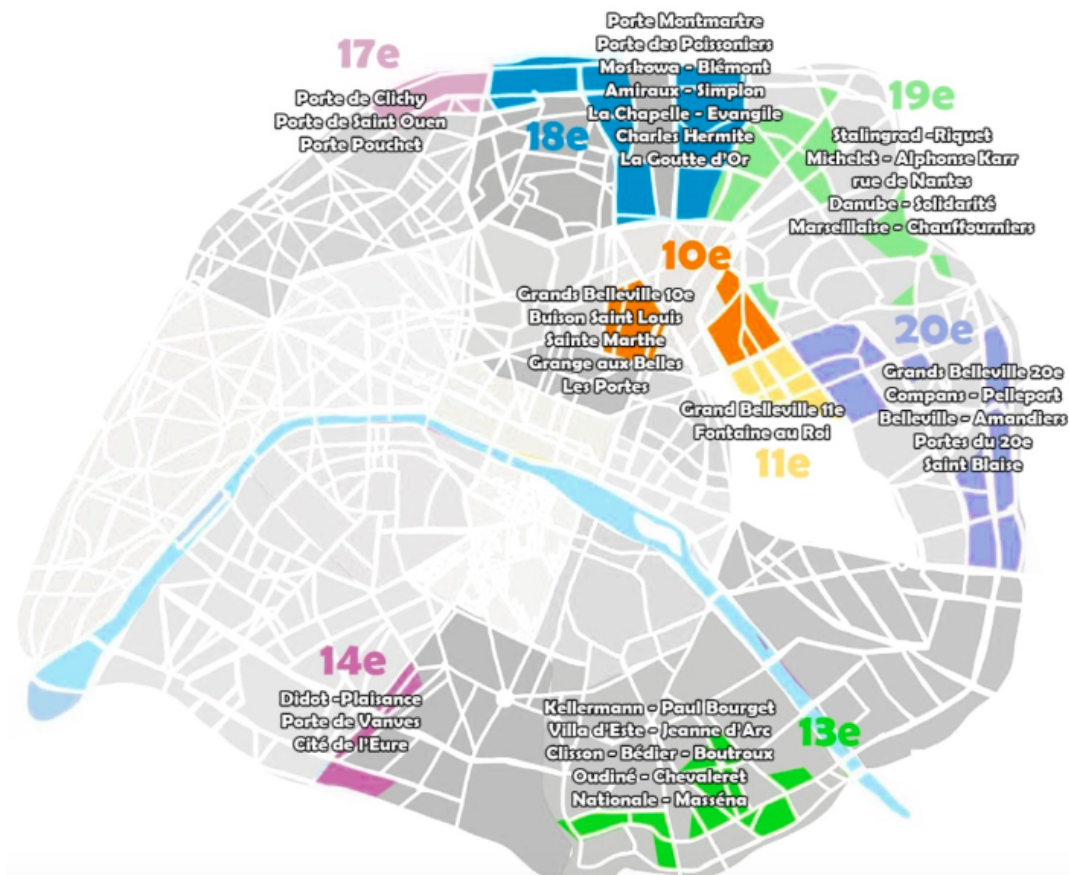 17e
Porte de Clichy
Porte de Saint Ouen
Porte Pouchet
Porte Montmartre
Porte des Poissoniers
Moskowa - Blémont
Amiraux - Simplon
La Chapelle - Evangile
Charles Hermite
La Goutte d'Or
18e
19e
Stalingrad -Riquet
Michelet - Alphonse Karr
rue de Nantes
Danube - Solidarité
Marseillaise - Chauffourniers
10e
Grands Belleville 10e
Buison Saint Louis
Sainte Marthe
Grange aux Belles
Les Portes
20e
Grands Belleville 20e
Compans - Pelleport
Belleville - Amandiers
Portes du 20e
Saint Blaise
Grand Belleville 11e
Fontaine au Roi
11e
14e
Didot -Plaisance
Porte de Vanves
Cité de l'Eure
Kellermann - Paul Bourget
Villa d'Este - Jeanne d'Arc
Clisson - Bédier - Boutroux
Oudiné - Chevaleret
Nationale - Masséna
13e